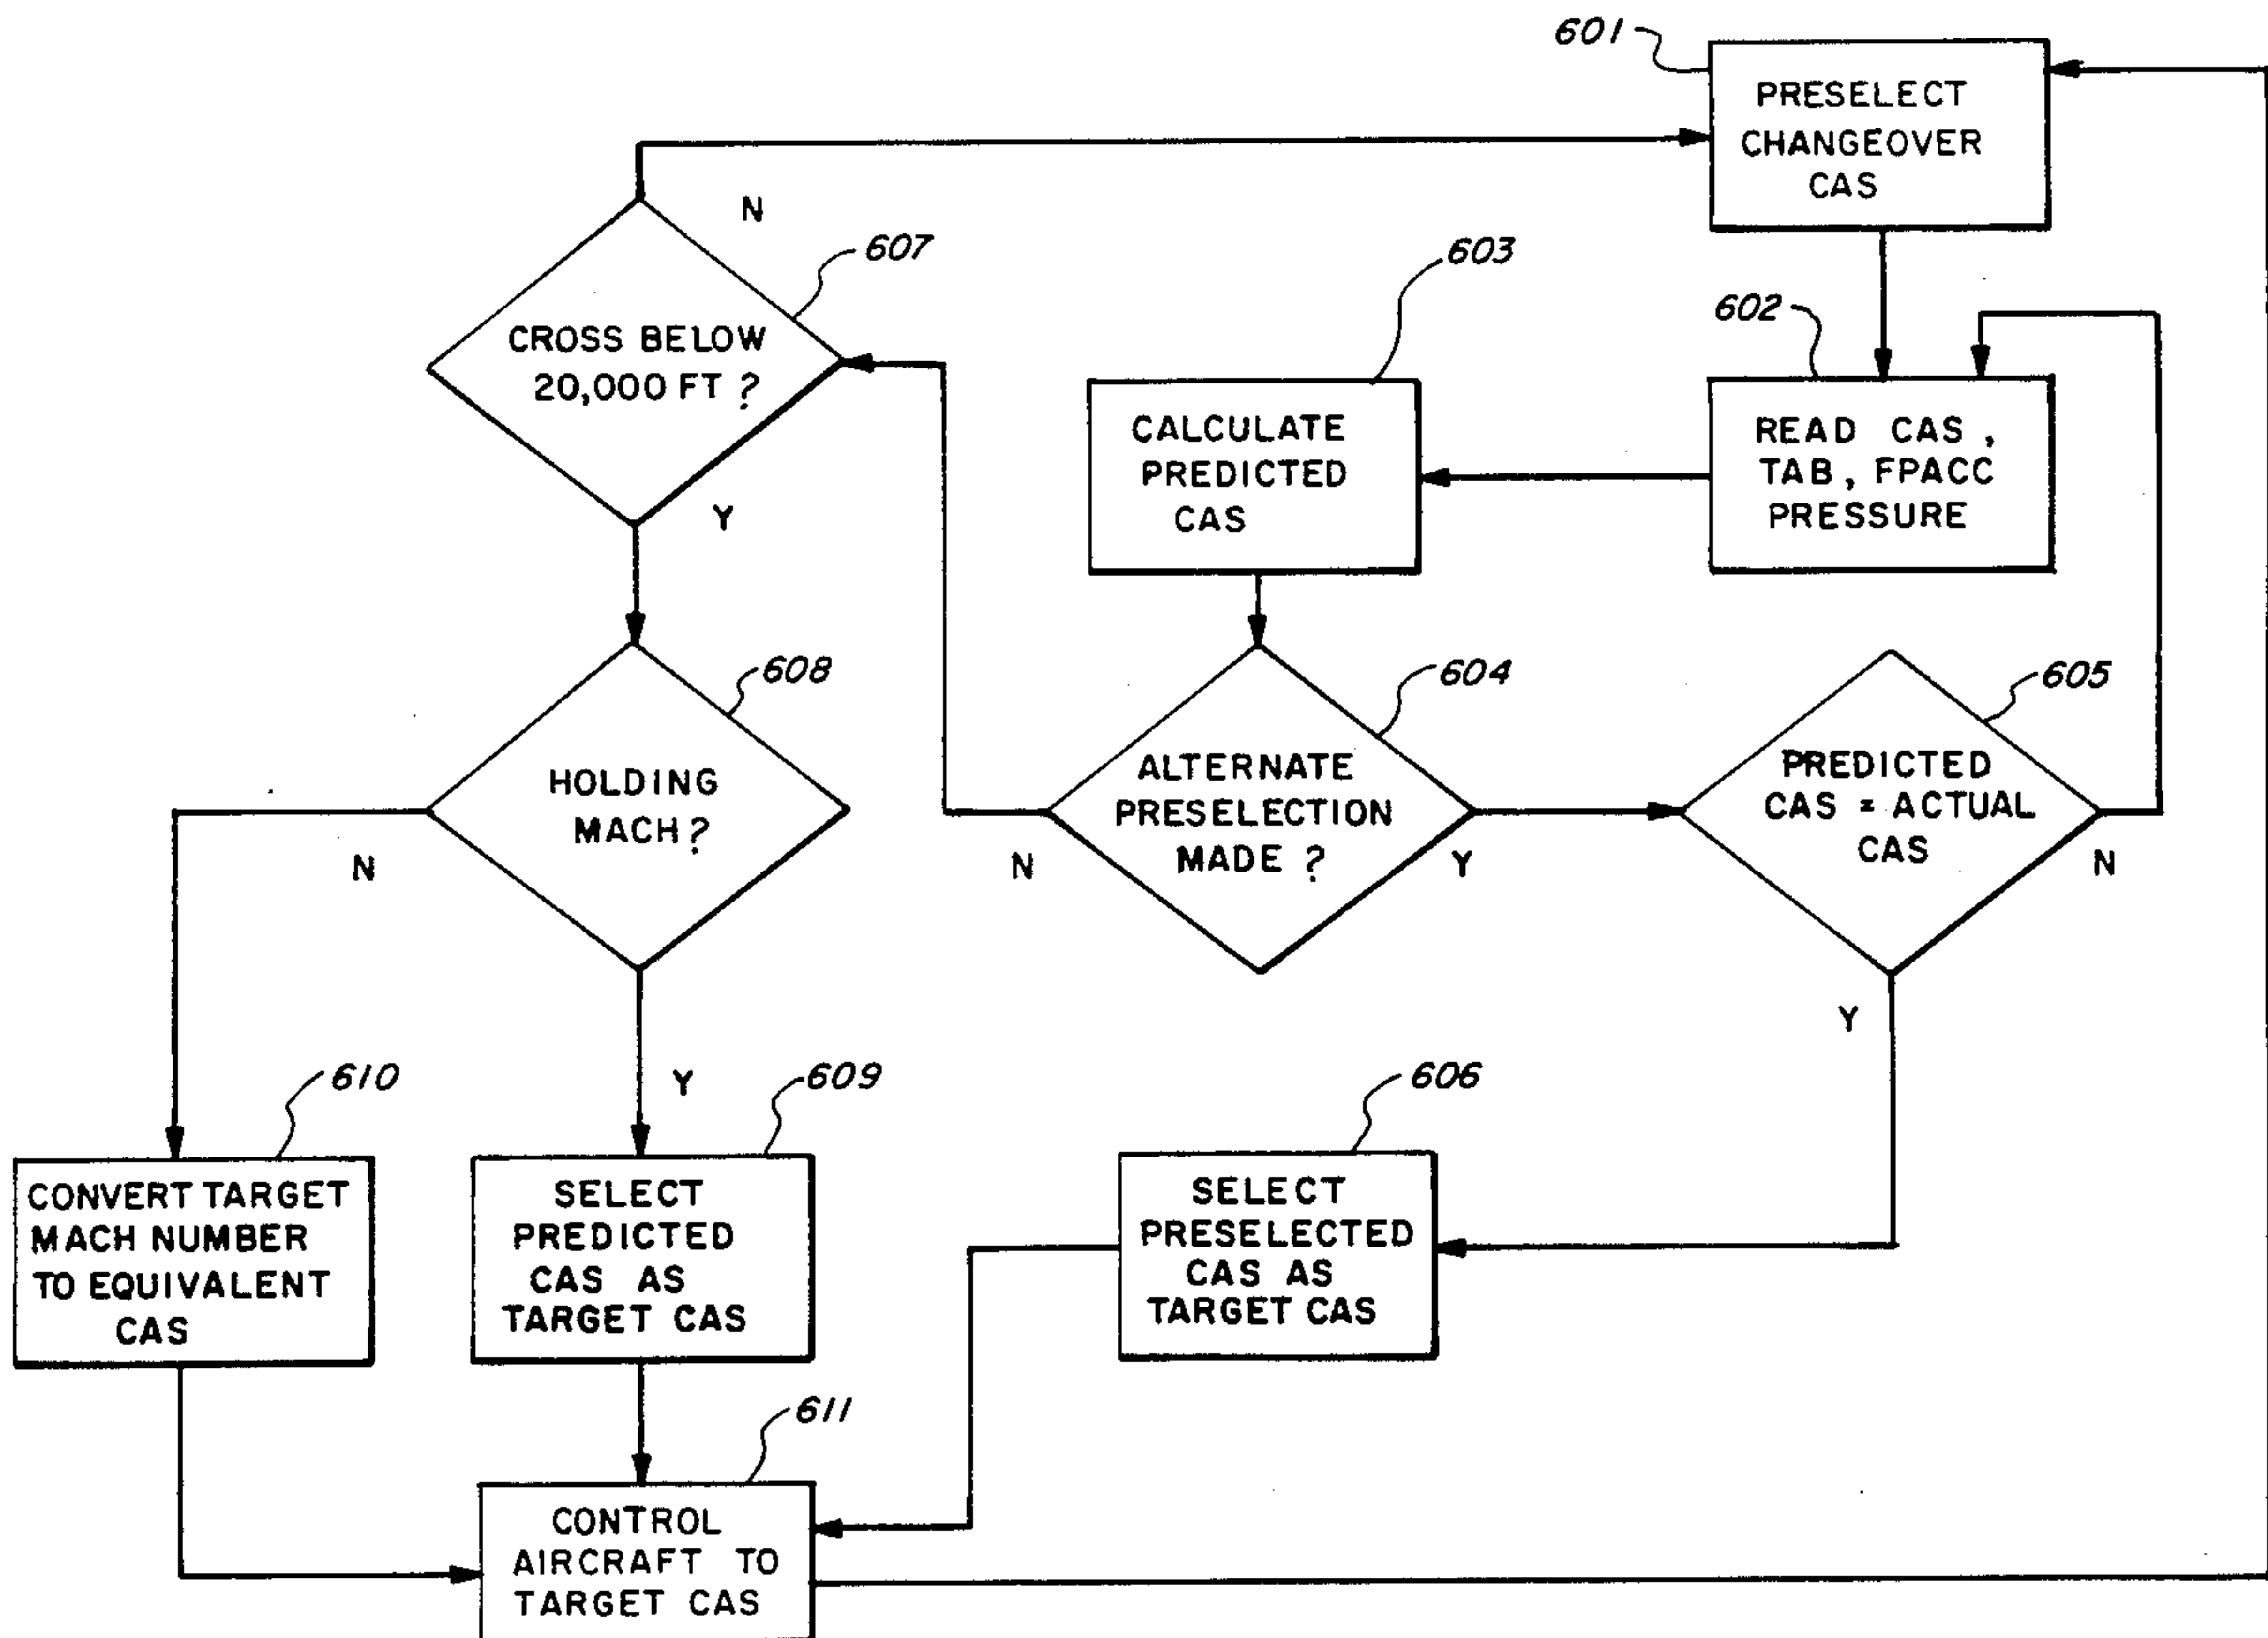 601
PRESELECT
CHANGEOVER
CAS
N
607
603
602
CROSS BELOW
20,000 FT ?
CALCULATE
PREDICTED
CAS
READ CAS ,
TAB, FPACC
PRESSURE
Y
608
604
605
HOLDING
MACH?
ALTERNATE
PRESELECTION
MADE ?
PREDICTED
CAS = ACTUAL
CAS
N
N
Y
N
Y
Y
610
609
606
CONVERT TARGET
MACH NUMBER
TO EQUIVALENT
CAS
SELECT
PREDICTED
CAS AS
TARGET CAS
SELECT
PRESELECTED
CAS AS
TARGET CAS
611
CONTROL
AIRCRAFT TO
TARGET CAS